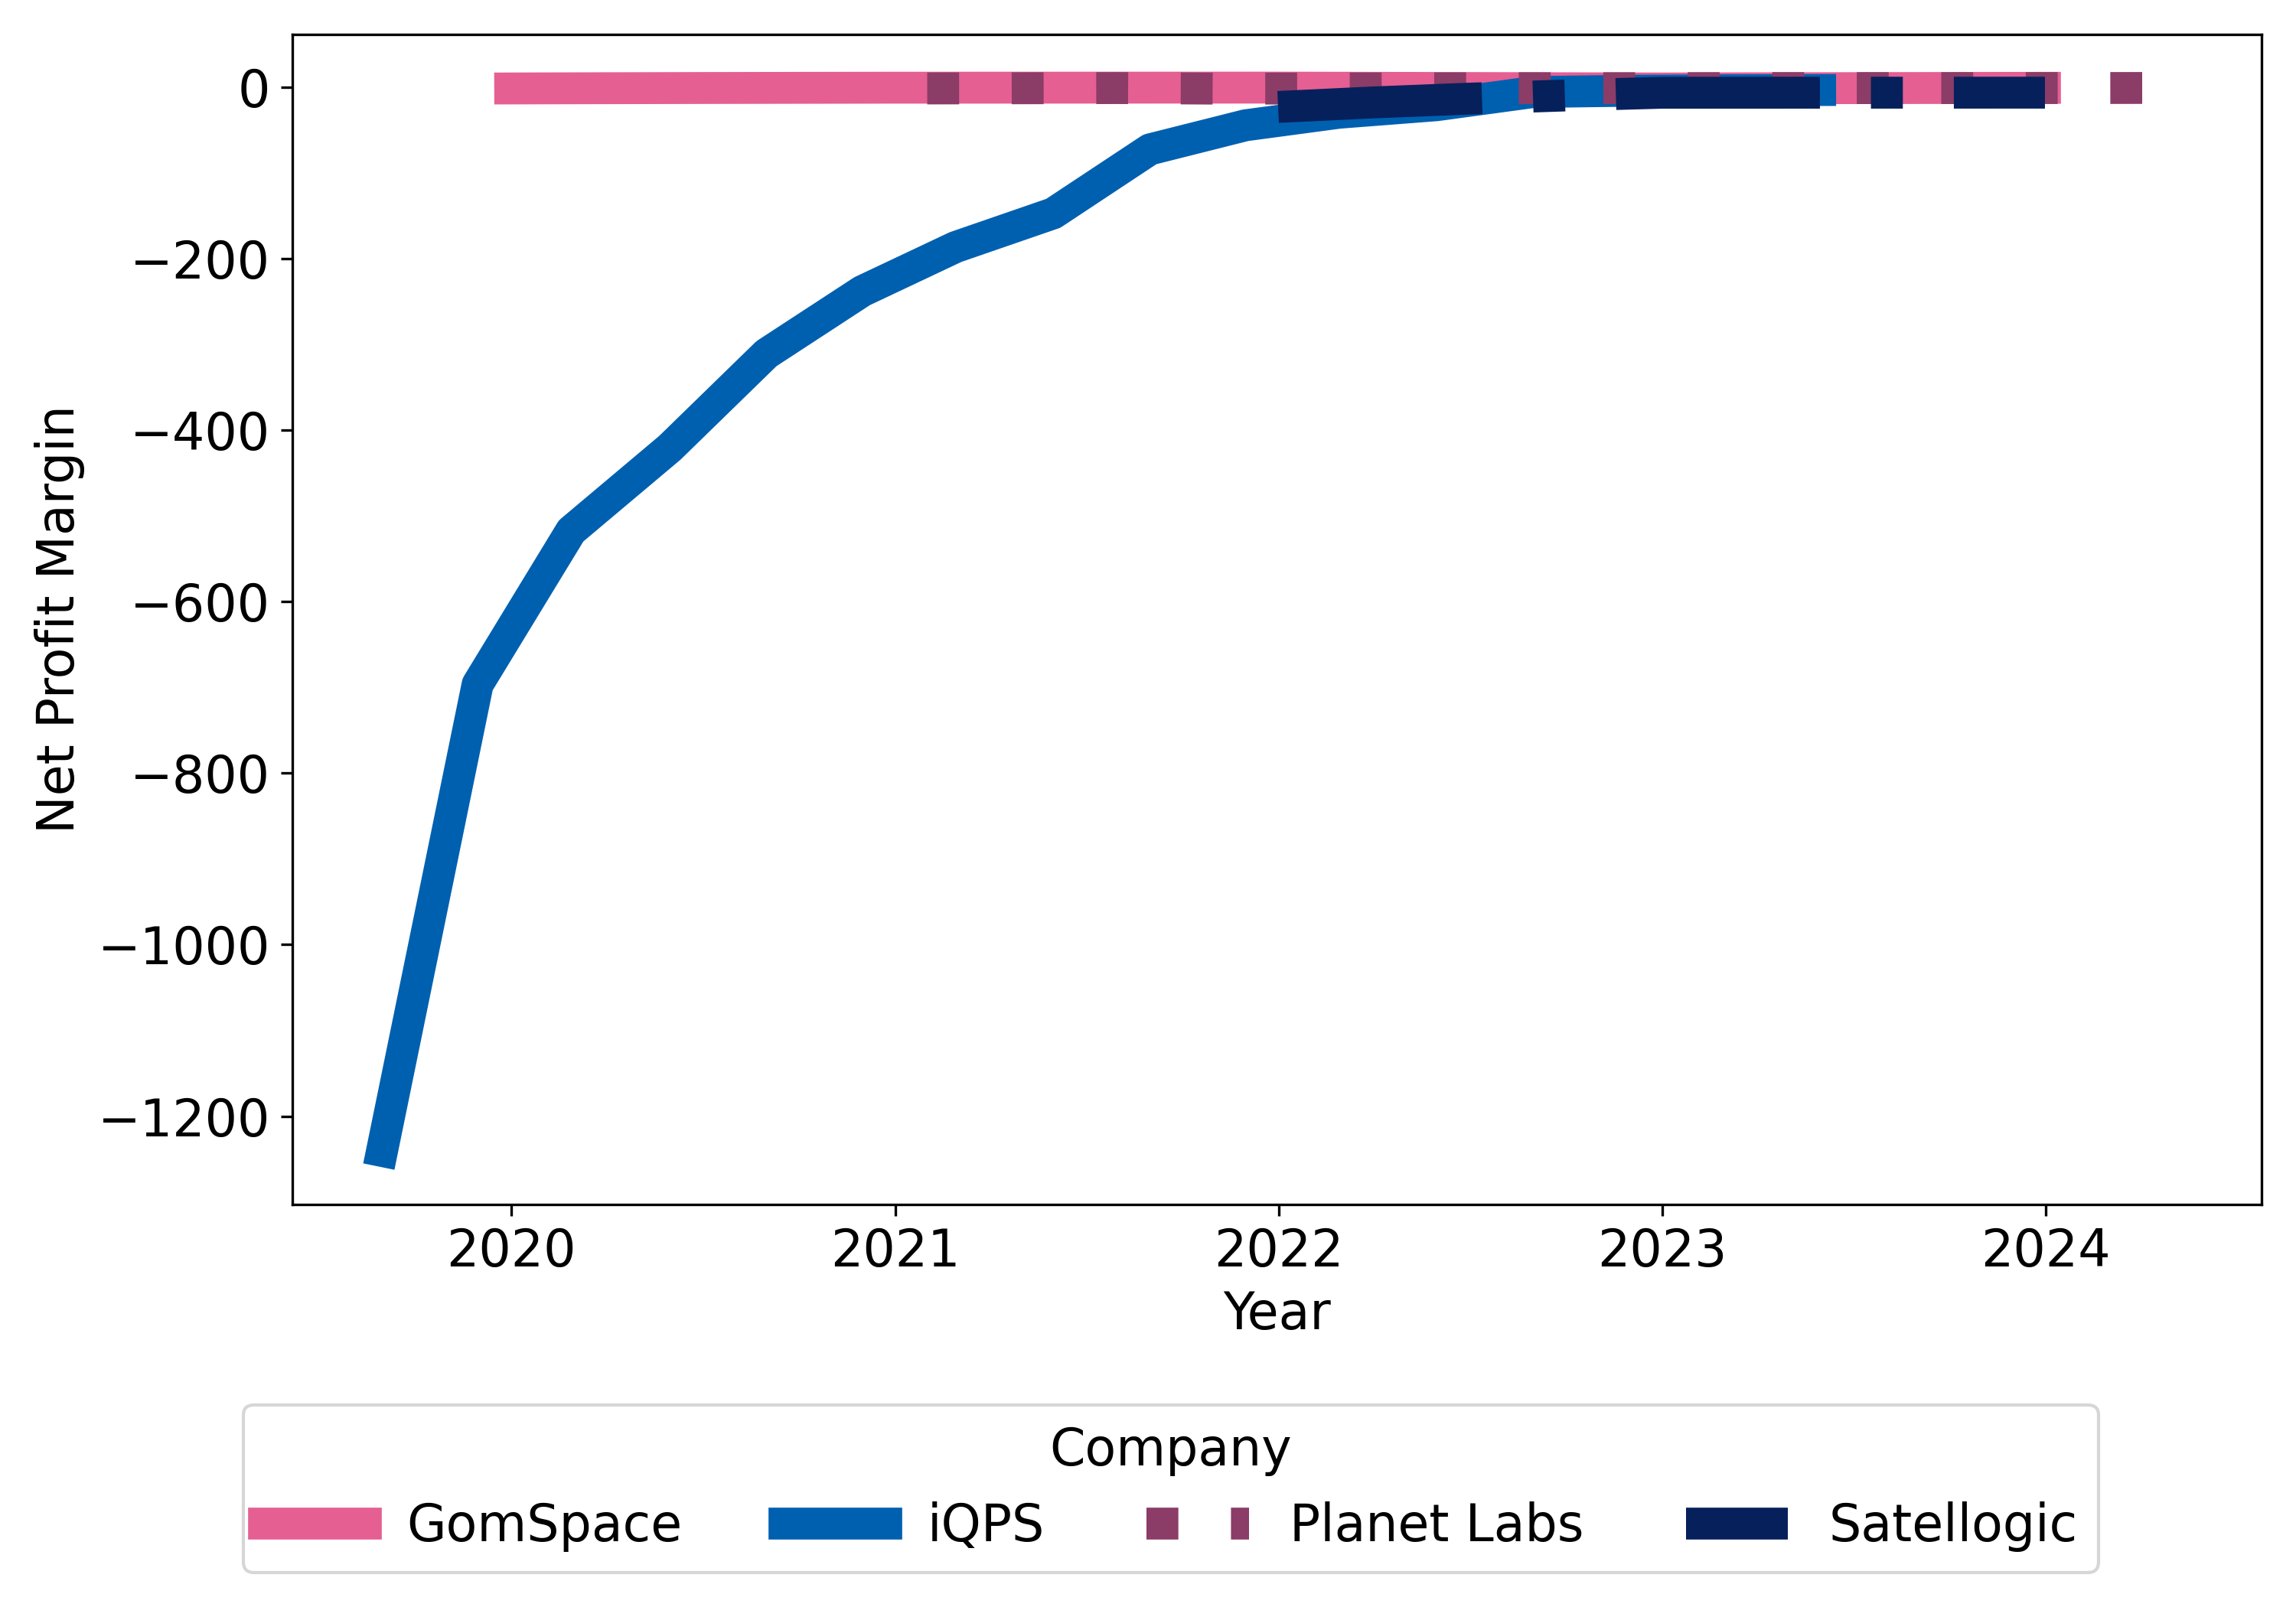 0
−200
−400
−600
−800
−1000
−1200
Net Profit Margin
2020 2021 2022 2023 2024
Year
Company
GomSpace iQPS Planet Labs Satellogic